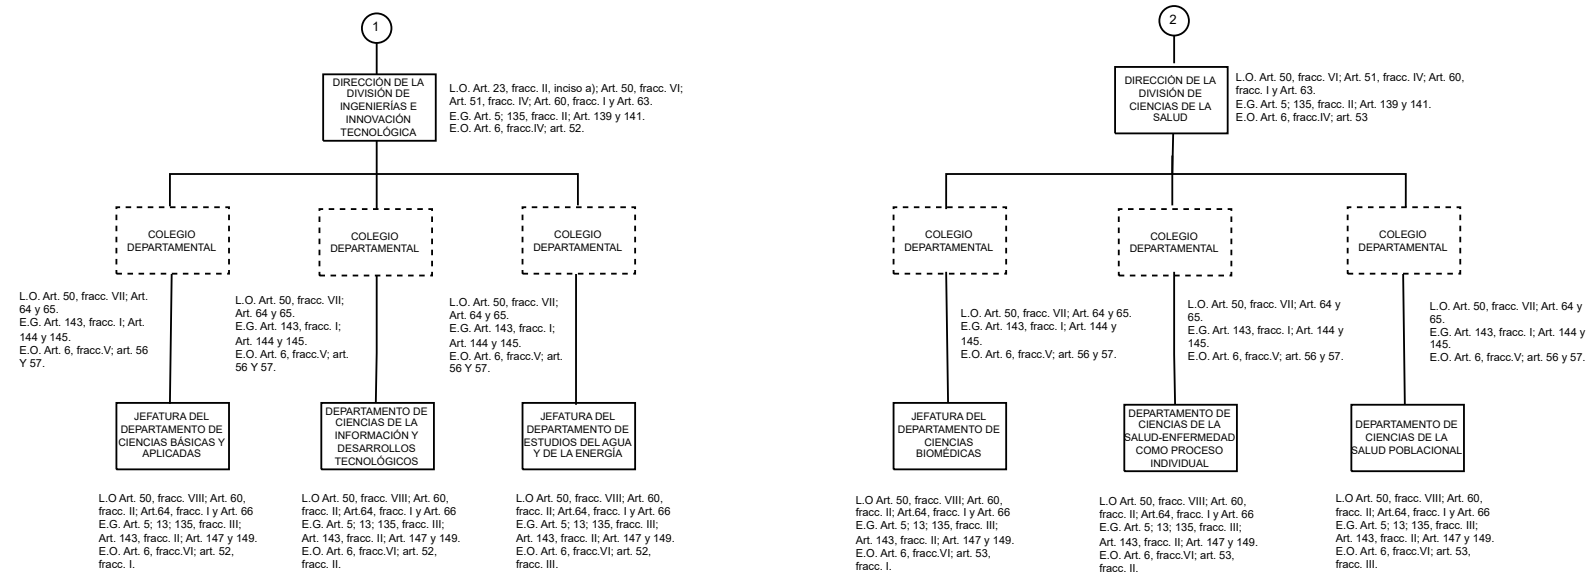 1
DIRECCIÓN DE LA
DIVISIÓN DE
INGENIERÍAS E
INNOVACIÓN
TECNOLÓGICA
L.O. Art. 23, fracc. II, inciso a); Art. 50, fracc. VI;
Art. 51, fracc. IV; Art. 60, fracc. I y Art. 63.
E.G. Art. 5; 135, fracc. II; Art. 139 y 141.
E.O. Art. 6, fracc.IV; art. 52.
COLEGIO
DEPARTAMENTAL
COLEGIO
DEPARTAMENTAL
COLEGIO
DEPARTAMENTAL
L.O. Art. 50, fracc. VII; Art.
64 y 65.
E.G. Art. 143, fracc. I; Art.
144 y 145.
E.O. Art. 6, fracc.V; art. 56
Y 57.
L.O. Art. 50, fracc. VII;
Art. 64 y 65.
E.G. Art. 143, fracc. I;
Art. 144 y 145.
E.O. Art. 6, fracc.V; art.
56 Y 57.
L.O. Art. 50, fracc. VII;
Art. 64 y 65.
E.G. Art. 143, fracc. I;
Art. 144 y 145.
E.O. Art. 6, fracc.V; art.
56 Y 57.
JEFATURA DEL
DEPARTAMENTO DE
CIENCIAS BÁSICAS Y
APLICADAS
DEPARTAMENTO DE
CIENCIAS DE LA
INFORMACIÓN Y
DESARROLLOS
TECNOLÓGICOS
JEFATURA DEL
DEPARTAMENTO DE
ESTUDIOS DEL AGUA
Y DE LA ENERGÍA
L.O Art. 50, fracc. VIII; Art. 60,
fracc. II; Art.64, fracc. I y Art. 66
E.G. Art. 5; 13; 135, fracc. III;
Art. 143, fracc. II; Art. 147 y 149.
E.O. Art. 6, fracc.VI; art. 52,
fracc. I.
L.O Art. 50, fracc. VIII; Art. 60,
fracc. II; Art.64, fracc. I y Art. 66
E.G. Art. 5; 13; 135, fracc. III;
Art. 143, fracc. II; Art. 147 y 149.
E.O. Art. 6, fracc.VI; art. 52,
fracc. II.
L.O Art. 50, fracc. VIII; Art. 60,
fracc. II; Art.64, fracc. I y Art. 66
E.G. Art. 5; 13; 135, fracc. III;
Art. 143, fracc. II; Art. 147 y 149.
E.O. Art. 6, fracc.VI; art. 52,
fracc. III.
2
DIRECCIÓN DE LA
DIVISIÓN DE
CIENCIAS DE LA
SALUD
L.O. Art. 50, fracc. VI; Art. 51, fracc. IV; Art. 60,
fracc. I y Art. 63.
E.G. Art. 5; 135, fracc. II; Art. 139 y 141.
E.O. Art. 6, fracc.IV; art. 53
COLEGIO
DEPARTAMENTAL
COLEGIO
DEPARTAMENTAL
COLEGIO
DEPARTAMENTAL
L.O. Art. 50, fracc. VII; Art. 64 y 65.
E.G. Art. 143, fracc. I; Art. 144 y
145.
E.O. Art. 6, fracc.V; art. 56 y 57.
L.O. Art. 50, fracc. VII; Art. 64 y
65.
E.G. Art. 143, fracc. I; Art. 144 y
145.
E.O. Art. 6, fracc.V; art. 56 y 57.
L.O. Art. 50, fracc. VII; Art. 64 y
65.
E.G. Art. 143, fracc. I; Art. 144 y
145.
E.O. Art. 6, fracc.V; art. 56 y 57.
JEFATURA DEL
DEPARTAMENTO DE
CIENCIAS
BIOMÉDICAS
DEPARTAMENTO DE
CIENCIAS DE LA
SALUD-ENFERMEDAD
COMO PROCESO
INDIVIDUAL
DEPARTAMENTO DE
CIENCIAS DE LA
SALUD POBLACIONAL
L.O Art. 50, fracc. VIII; Art. 60,
fracc. II; Art.64, fracc. I y Art. 66
E.G. Art. 5; 13; 135, fracc. III;
Art. 143, fracc. II; Art. 147 y 149.
E.O. Art. 6, fracc.VI; art. 53,
fracc. I.
L.O Art. 50, fracc. VIII; Art. 60,
fracc. II; Art.64, fracc. I y Art. 66
E.G. Art. 5; 13; 135, fracc. III;
Art. 143, fracc. II; Art. 147 y 149.
E.O. Art. 6, fracc.VI; art. 53,
fracc. II.
L.O Art. 50, fracc. VIII; Art. 60,
fracc. II; Art.64, fracc. I y Art. 66
E.G. Art. 5; 13; 135, fracc. III;
Art. 143, fracc. II; Art. 147 y 149.
E.O. Art. 6, fracc.VI; art. 53,
fracc. III.